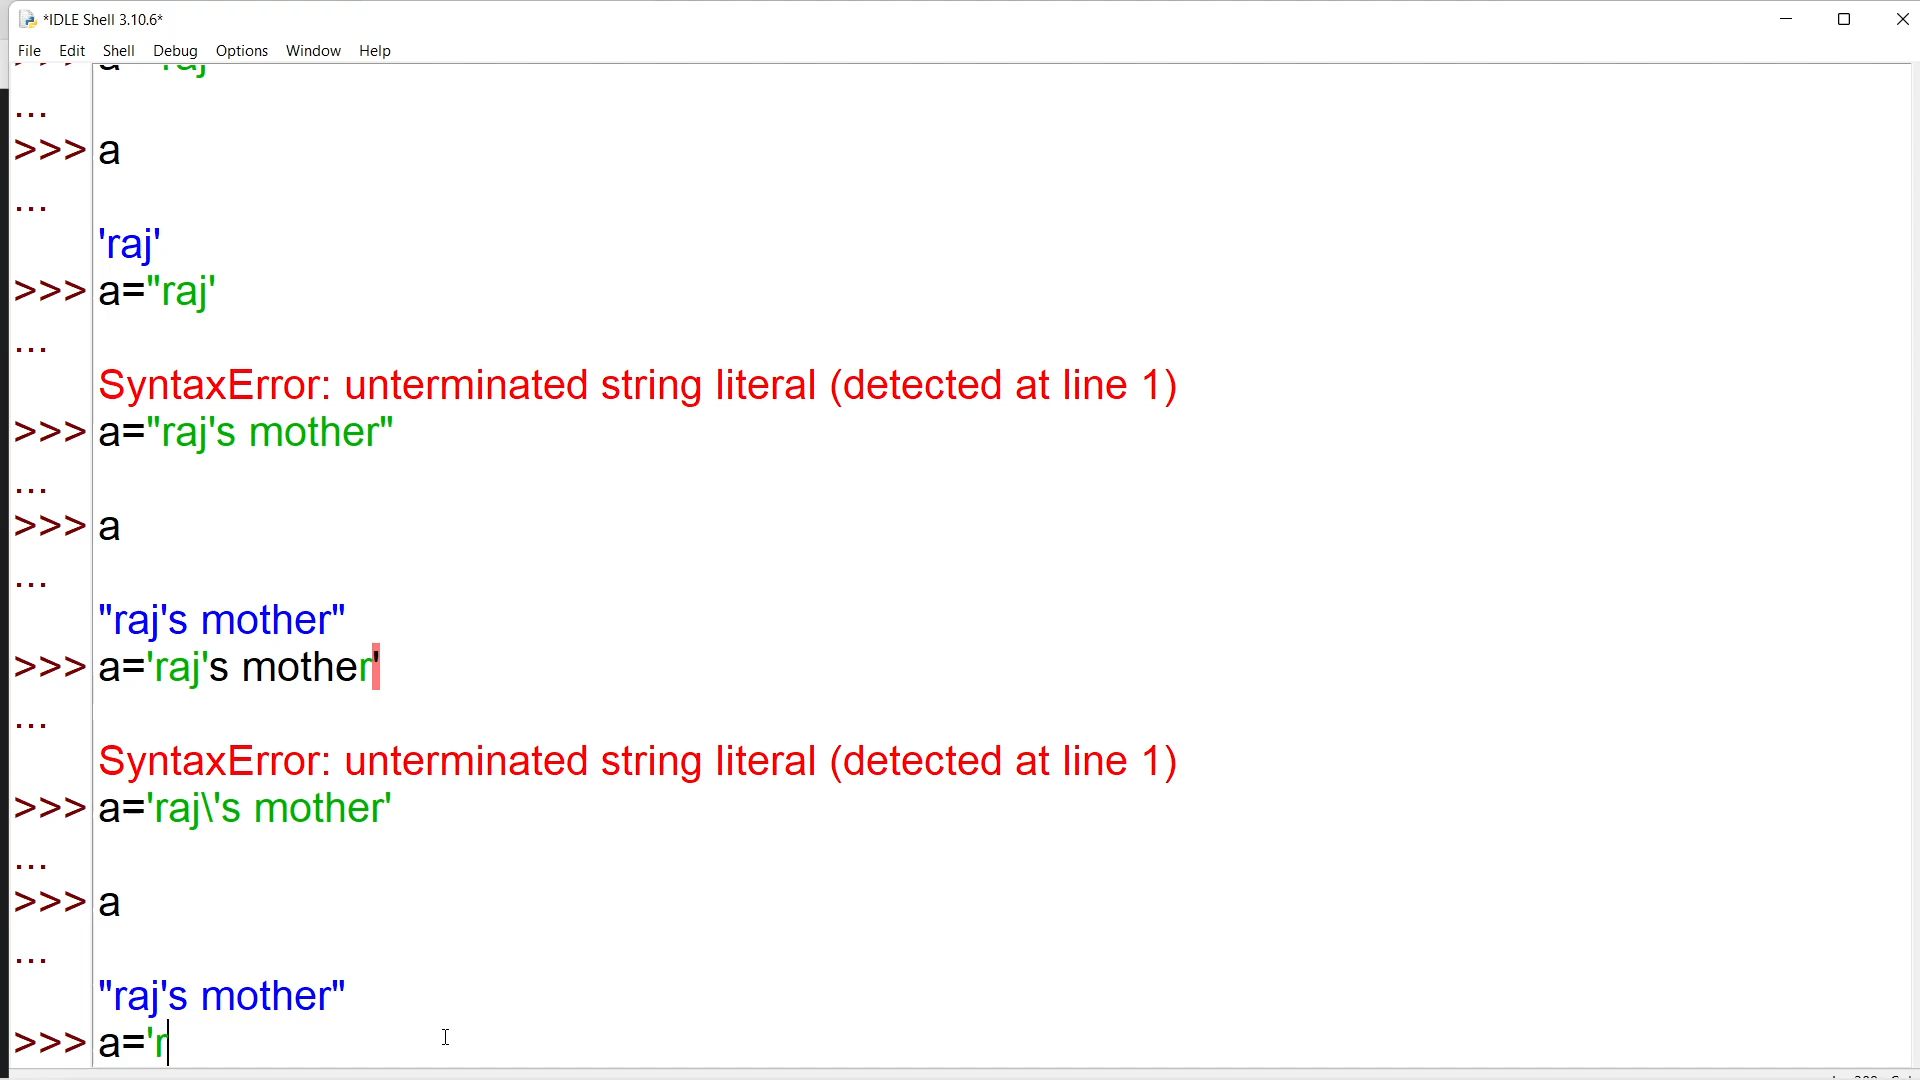 *IDLE Shell 3.10.6*
File Edit Shell Debug Options Window Help
...
>>> a
...
'raj'
>>> a="raj'
...
SyntaxError: unterminated string literal (detected at line 1)
>>> a="raj's mother"
...
>>> a
...
"raj's mother"
>>> a='raj's mother'
...
SyntaxError: unterminated string literal (detected at line 1)
>>> a='raj\'s mother'
...
>>> a
...
"raj's mother"
>>> a='r